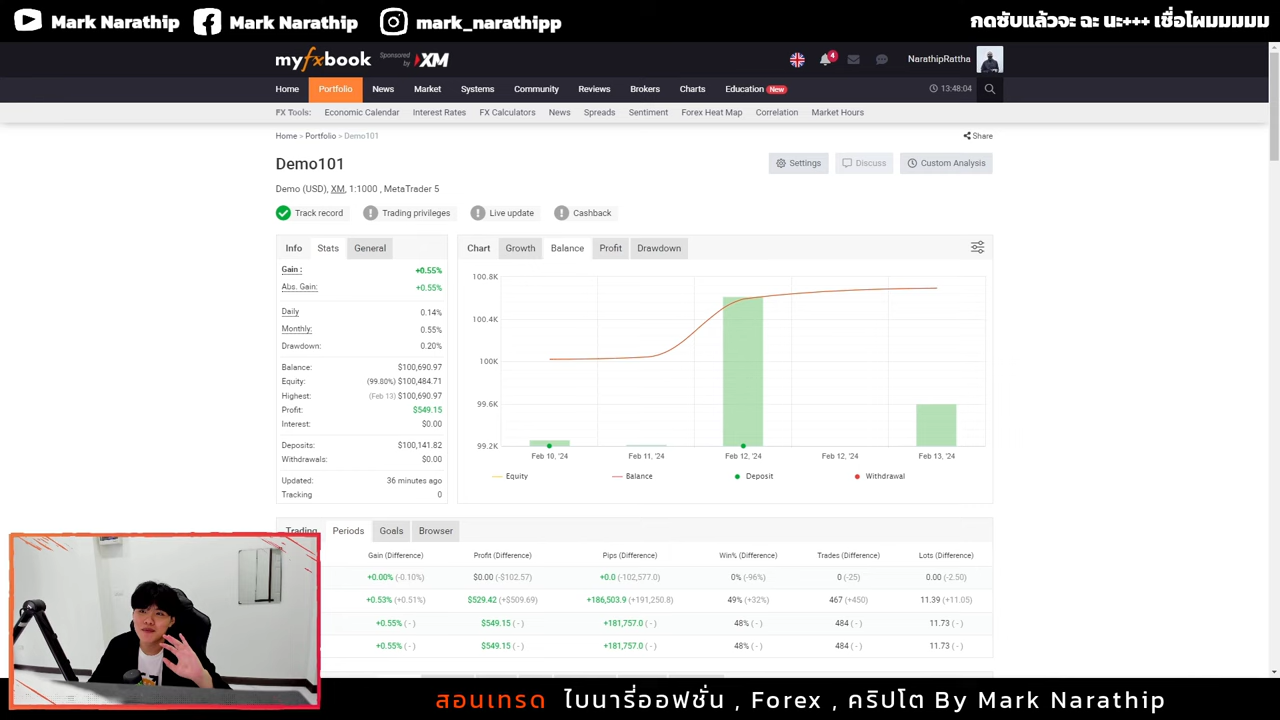 Mark Narathip Mark Narathip mark_narathipp กดซับแล้วจะ ฉะ นะ+++ เชื่อโผมมมมม
myfxbook Sponsored by XM 4 NarathipRattha
Home Portfolio News Market Systems Community Reviews Brokers Charts Education New 13:48:04
FX Tools: Economic Calendar Interest Rates FX Calculators News Spreads Sentiment Forex Heat Map Correlation Market Hours
Home > Portfolio > Demo101 Share
Demo101 Settings Discuss Custom Analysis
Demo (USD), XM, 1:1000 , MetaTrader 5
Track record Trading privileges Live update Cashback
Info Stats General
Gain : +0.55%
Abs. Gain: +0.55%
Daily 0.14%
Monthly: 0.55%
Drawdown: 0.20%
Balance: $100,690.97
Equity: (99.80%) $100,484.71
Highest: (Feb 13) $100,690.97
Profit: $549.15
Interest: $0.00
Deposits: $100,141.82
Withdrawals: $0.00
Updated: 36 minutes ago
Tracking 0
Chart Growth Balance Profit Drawdown
100.8K
100.4K
100K
99.6K
99.2K
Feb 10, '24 Feb 11, '24 Feb 12, '24 Feb 12, '24 Feb 13, '24
Equity Balance Deposit Withdrawal
Trading Periods Goals Browser
Gain (Difference) Profit (Difference) Pips (Difference) Win% (Difference) Trades (Difference) Lots (Difference)
+0.00% (-0.10%) $0.00 (-$102.57) +0.0 (-102,577.0) 0% (-96%) 0 (-25) 0.00 (-2.50)
+0.53% (+0.51%) $529.42 (+$509.69) +186,503.9 (+191,250.8) 49% (+32%) 467 (+450) 11.39 (+11.05)
+0.55% ( - ) $549.15 ( - ) +181,757.0 ( - ) 48% ( - ) 484 ( - ) 11.73 ( - )
+0.55% ( - ) $549.15 ( - ) +181,757.0 ( - ) 48% ( - ) 484 ( - ) 11.73 ( - )
สอนเทรด ไบนารี่ออฟชั่น , Forex , คริปโต By Mark Narathip